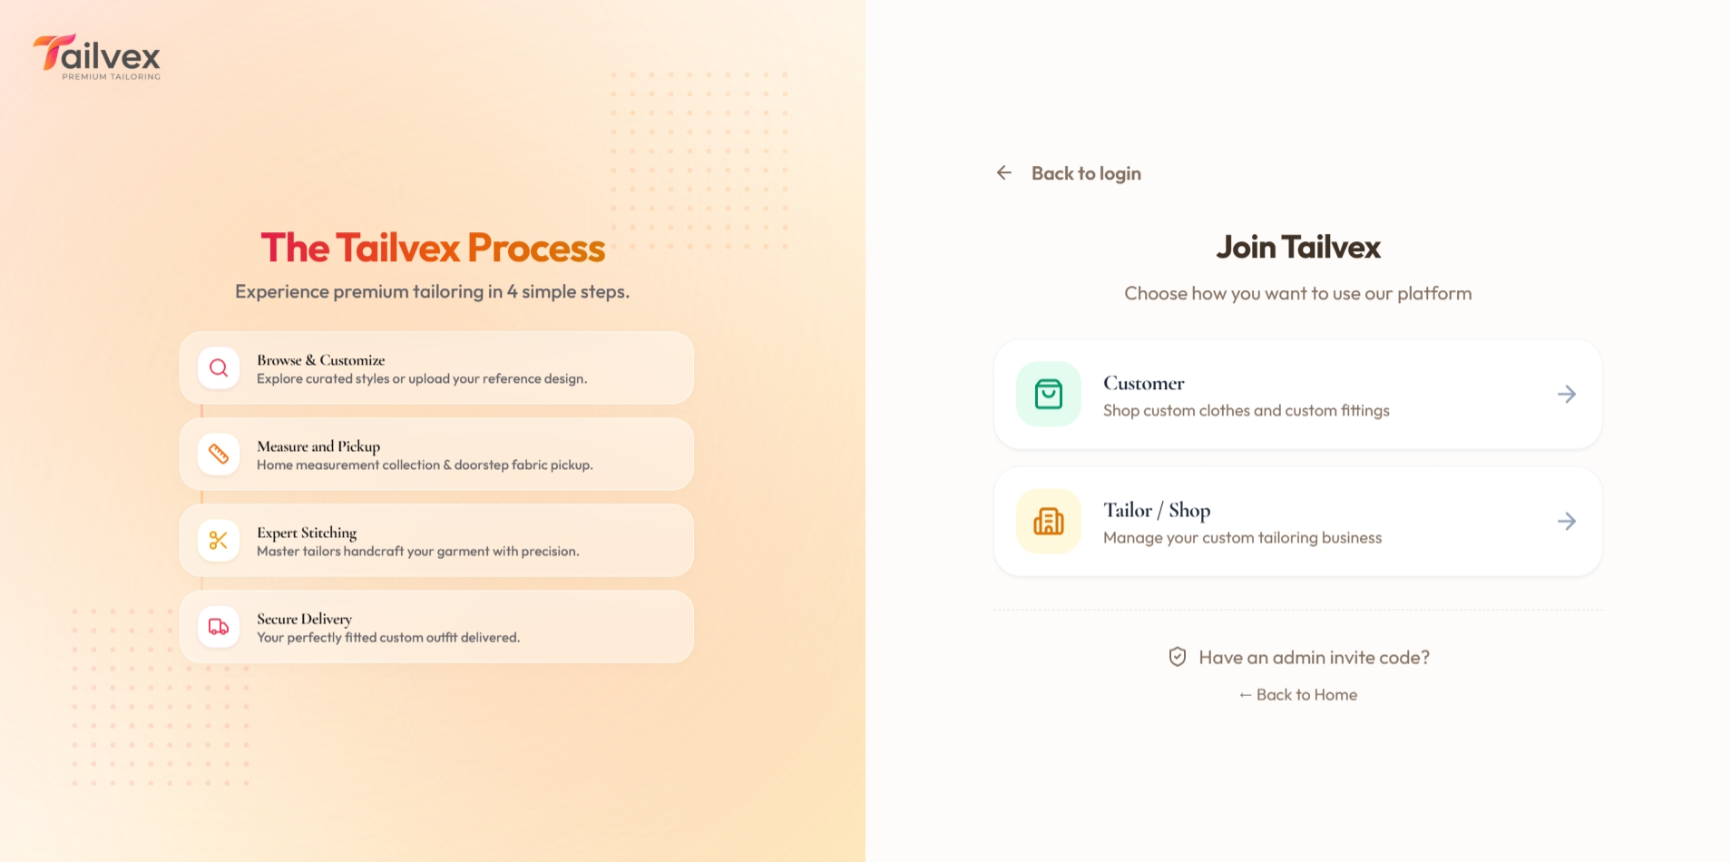 Tailvex
PREMIUM TAILORING
The Tailvex Process
Experience premium tailoring in 4 simple steps.
Browse & Customize
Explore curated styles or upload your reference design.
Measure and Pickup
Home measurement collection & doorstep fabric pickup.
Expert Stitching
Master tailors handcraft your garment with precision.
Secure Delivery
Your perfectly fitted custom outfit delivered.
← Back to login
Join Tailvex
Choose how you want to use our platform
Customer
Shop custom clothes and custom fittings
Tailor / Shop
Manage your custom tailoring business
Have an admin invite code?
← Back to Home